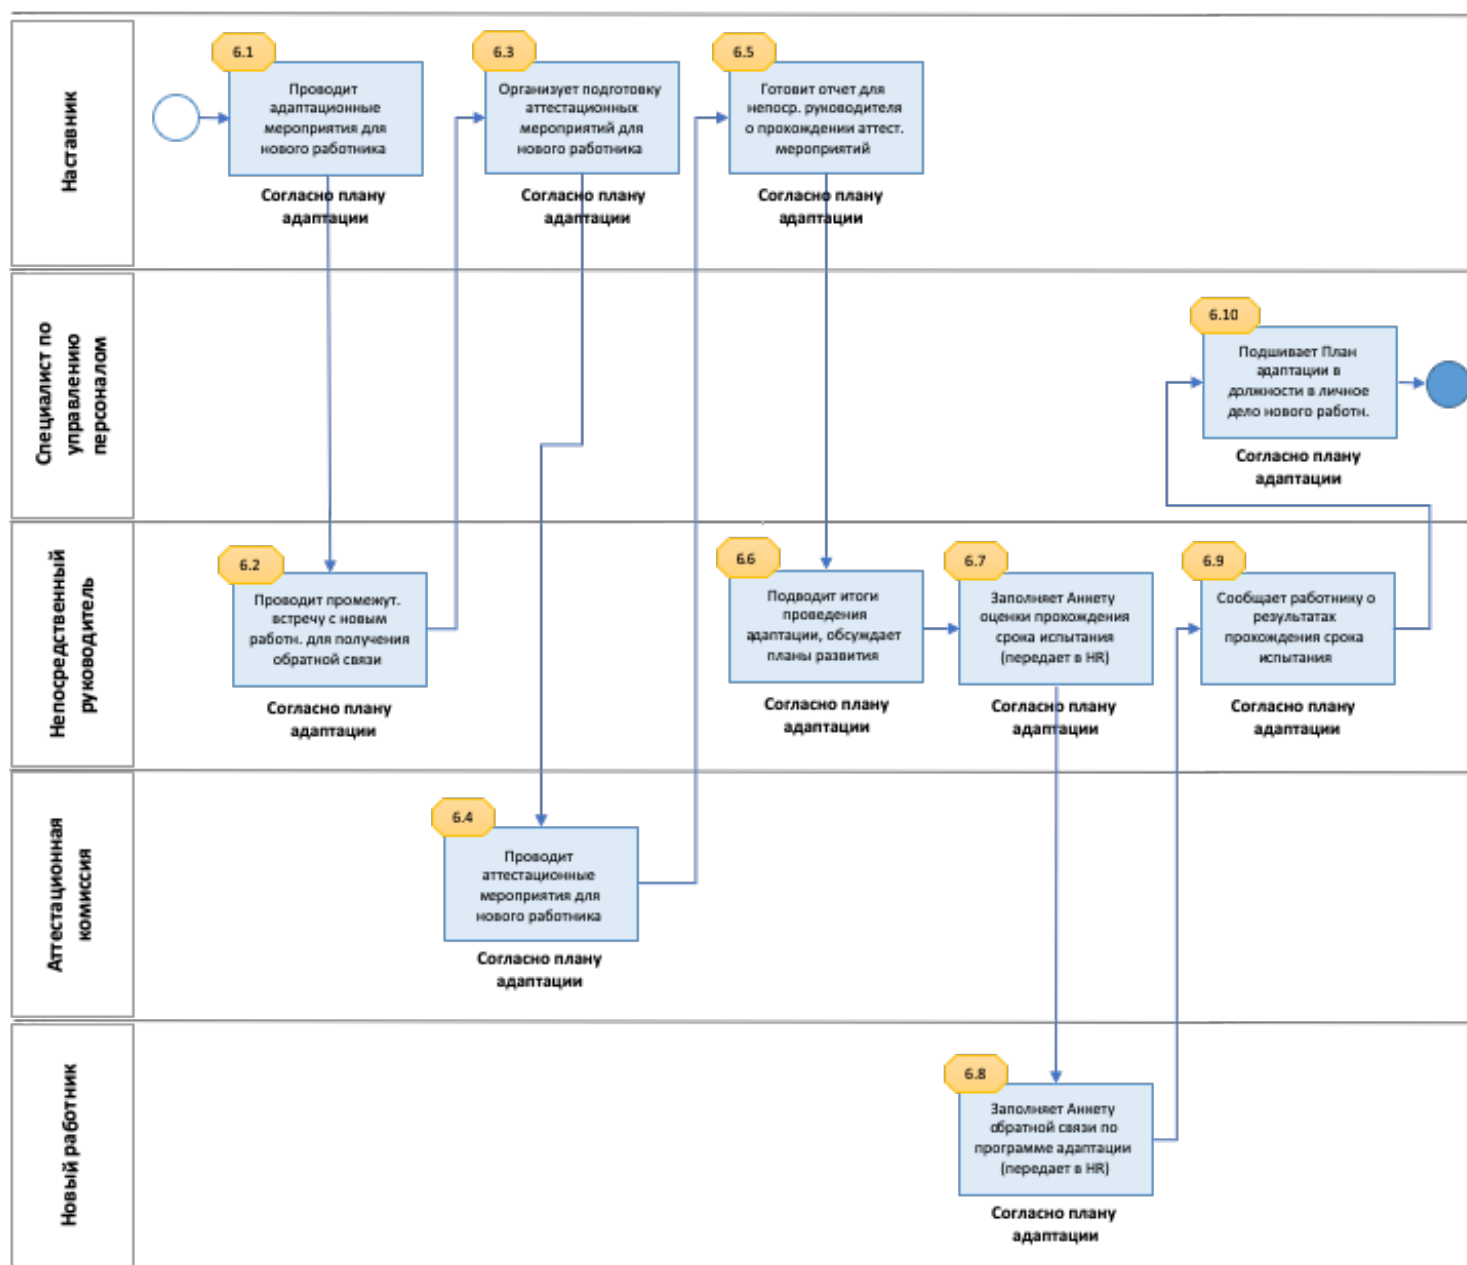 Наставник
6.1
Проводит
адаптационные
мероприятия для
нового работника
Согласно плану
адаптации
6.3
Организует подготовку
аттестационных
мероприятий для
нового работника
Согласно плану
адаптации
6.5
Готовит отчет для
непоср. руководителя
о прохождении аттест.
мероприятий
Согласно плану
адаптации
Специалист по
управлению
персоналом
6.10
Подшивает План
адаптации в
должности в личное
дело нового работн.
Согласно плану
адаптации
Непосредственный
руководитель
6.2
Проводит промежут.
встречу с новым
работн. для получения
обратной связи
Согласно плану
адаптации
6.6
Подводит итоги
проведения
адаптации, обсуждает
планы развития
Согласно плану
адаптации
6.7
Заполняет Анкету
оценки прохождения
срока испытания
(передает в HR)
Согласно плану
адаптации
6.9
Сообщает работнику о
результатах
прохождения срока
испытания
Согласно плану
адаптации
Аттестационная
комиссия
6.4
Проводит
аттестационные
мероприятия для
нового работника
Согласно плану
адаптации
Новый работник
6.8
Заполняет Анкету
обратной связи по
программе адаптации
(передает в HR)
Согласно плану
адаптации